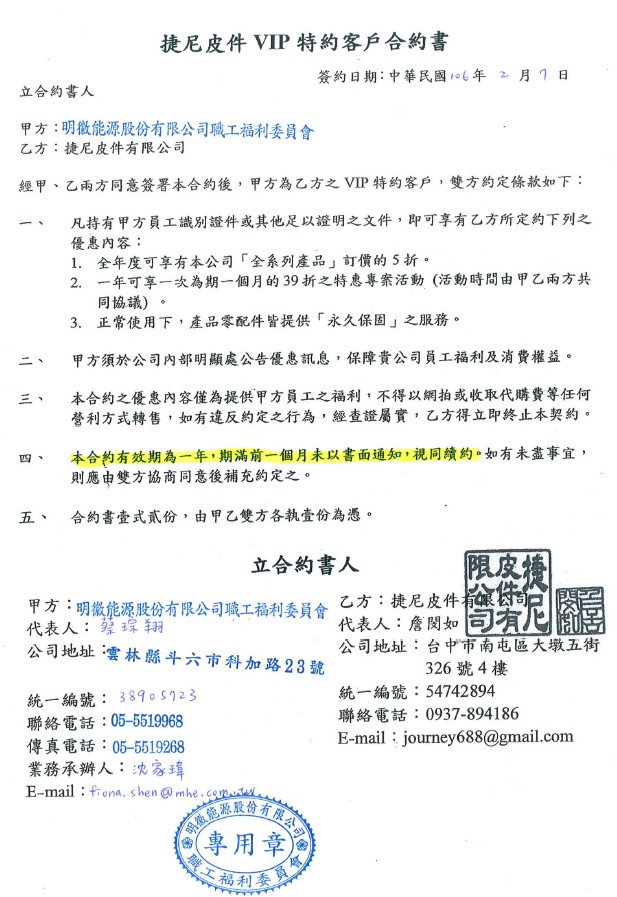 捷尼皮件 VIP 特約客戶合約書
簽約日期:中華民國106年 2 月 7 日
立合約書人
甲方:明徽能源股份有限公司職工福利委員會
乙方:捷尼皮件有限公司
經甲、乙兩方同意簽署本合約後,甲方為乙方之 VIP 特約客戶,雙方約定條款如下:
一、 凡持有甲方員工識別證件或其他足以證明之文件,即可享有乙方所定約下列之
優惠內容:
1. 全年度可享有本公司「全系列產品」訂價的 5 折。
2. 一年可享一次為期一個月的 39 折之特惠專案活動 (活動時間由甲乙兩方共
同協議) 。
3. 正常使用下,產品零配件皆提供「永久保固」之服務。
二、 甲方須於公司內部明顯處公告優惠訊息,保障貴公司員工福利及消費權益。
三、 本合約之優惠內容僅為提供甲方員工之福利,不得以網拍或收取代購費等任何
營利方式轉售,如有違反約定之行為,經查證屬實,乙方得立即終止本契約。
四、 本合約有效期為一年,期滿前一個月未以書面通知,視同續約。如有未盡事宜,
則應由雙方協商同意後補充約定之。
五、 合約書壹式貳份,由甲乙雙方各執壹份為憑。
立合約書人
甲方:明徽能源股份有限公司職工福利委員會
代表人:蔡琛翔
公司地址:雲林縣斗六市科加路23號
統一編號:38905723
聯絡電話:05-5519968
傳真電話:05-5519268
業務承辦人:沈家瑋
E-mail:fiona.shen@mhe.com.tw
明徽能源股份有限公司
專用章
職工福利委員會
乙方:捷尼皮件有限公司
代表人:詹閔如
公司地址:台中市南屯區大墩五街
326 號 4 樓
統一編號:54742894
聯絡電話:0937-894186
E-mail:journey688@gmail.com
捷尼
皮件有
限公司
詹閔如